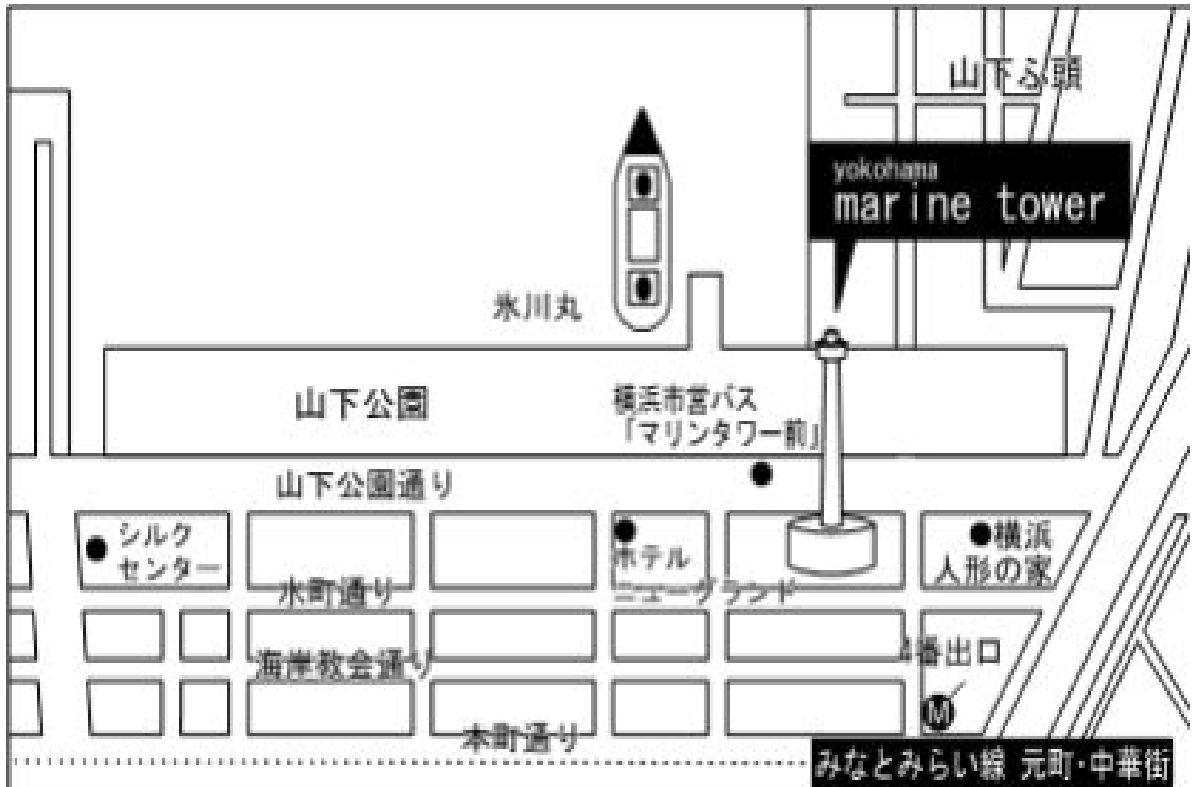 山下ふ頭
yokohama
marine tower
氷川丸
山下公園
横浜市営バス
「マリンタワー前」
山下公園通り
シルク
センター
ホテル
ニューグランド
横浜
人形の家
水町通り
海岸教会通り
4番出口
M
本町通り
みなとみらい線 元町・中華街